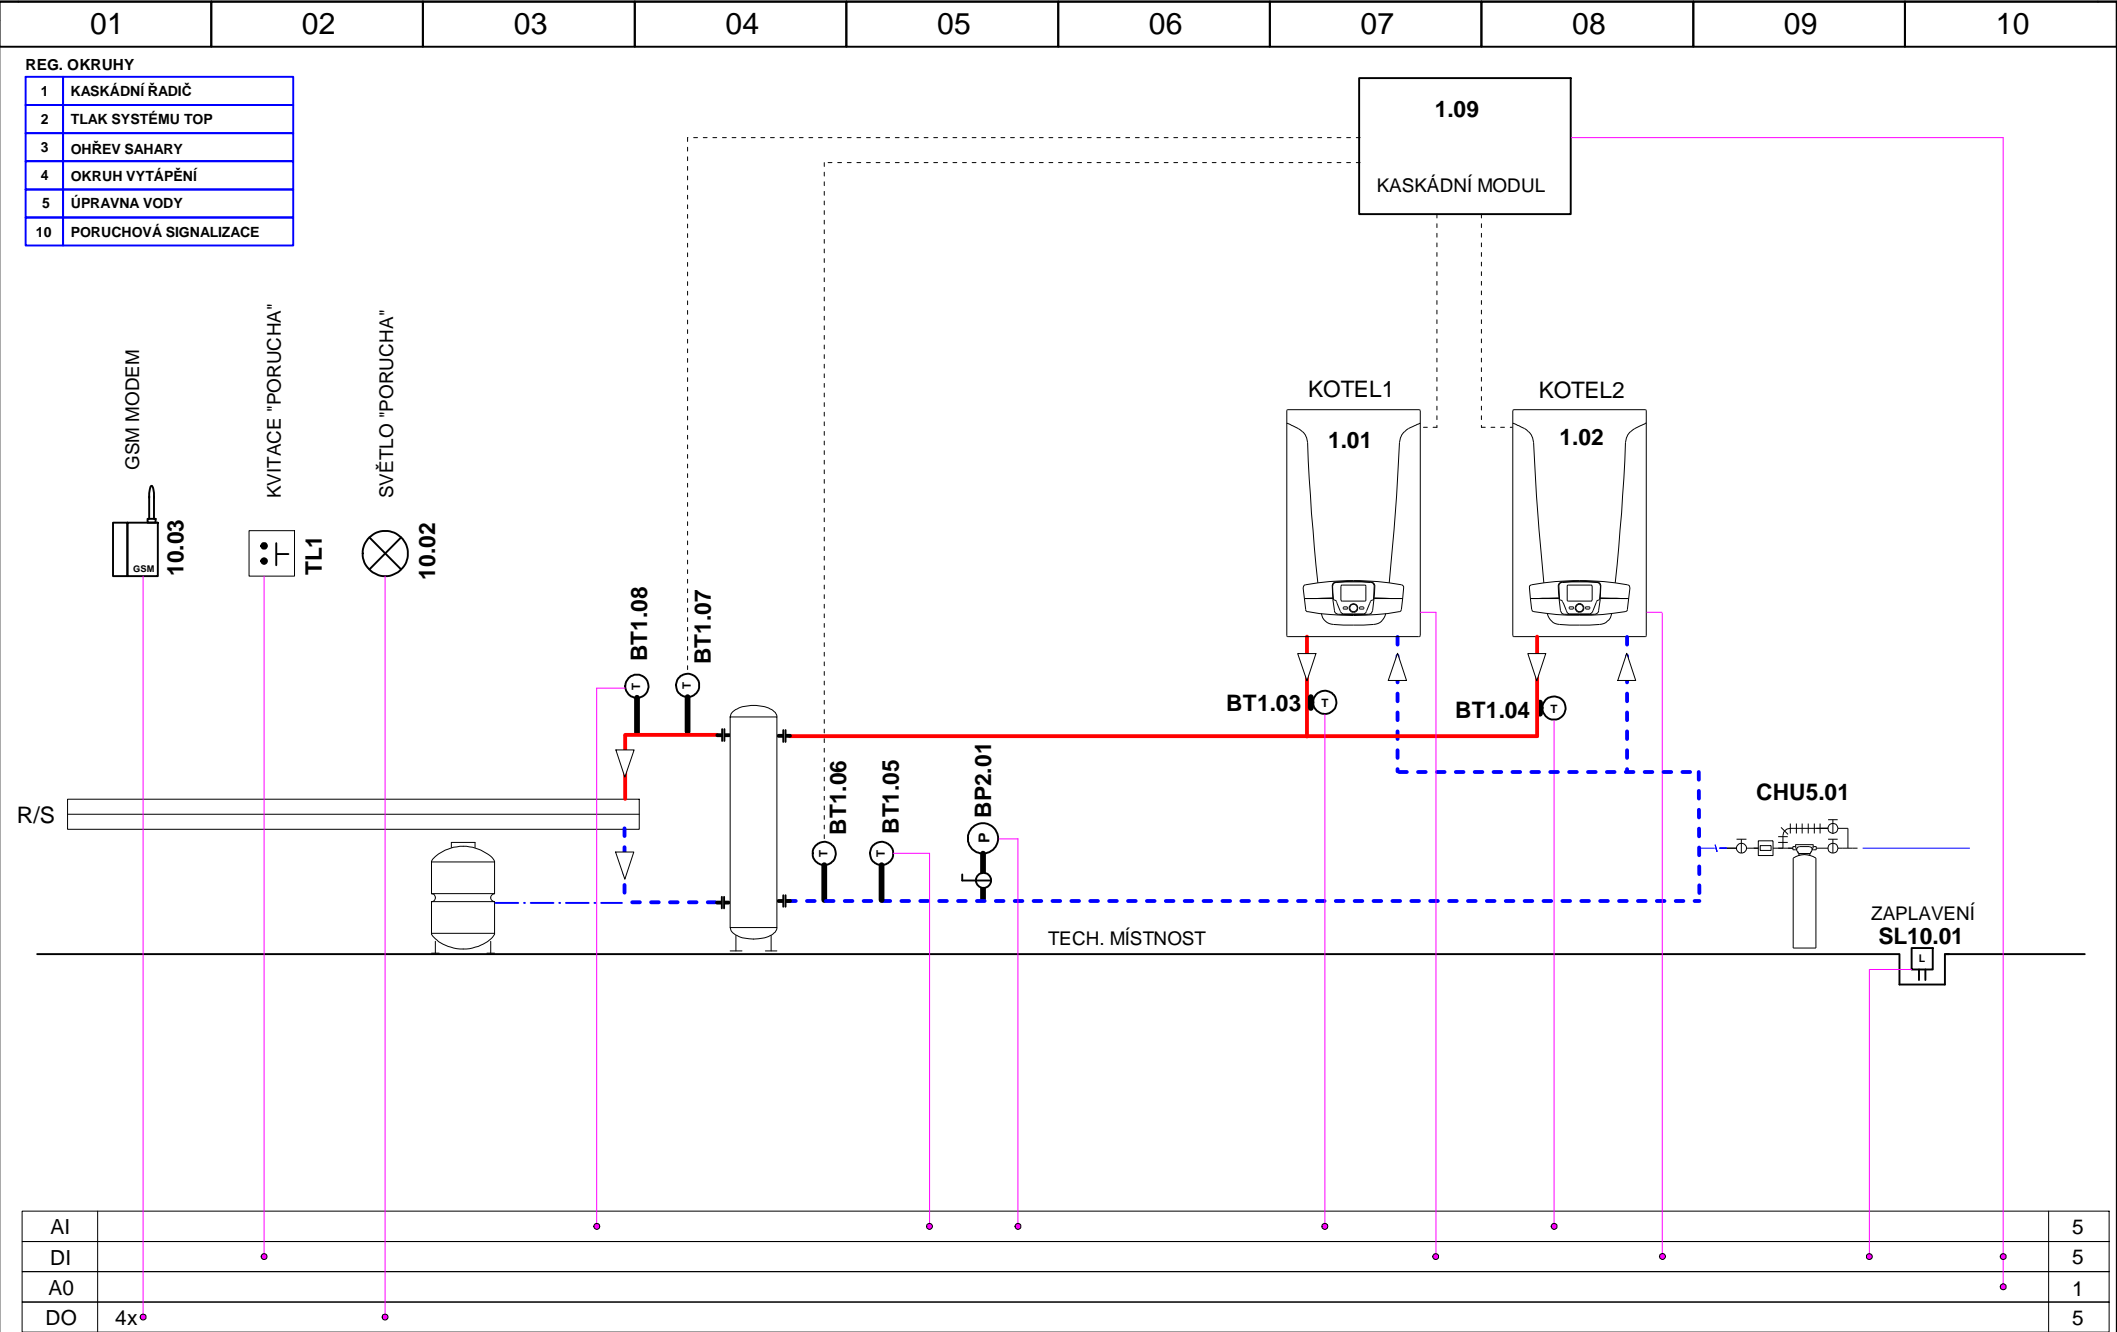 01 02 03 04 05 06 07 08 09 10
REG. OKRUHY
1 KASKÁDNÍ ŘADIČ
2 TLAK SYSTÉMU TOP
3 OHŘEV SAHARY
4 OKRUH VYTÁPĚNÍ
5 ÚPRAVNA VODY
10 PORUCHOVÁ SIGNALIZACE
1.09
KASKÁDNÍ MODUL
GSM MODEM
KVITACE "PORUCHA"
SVĚTLO "PORUCHA"
GSM
10.03
TL1
10.02
KOTEL1
1.01
KOTEL2
1.02
BT1.08
BT1.07
T
T
BT1.03
T
BT1.04
T
R/S
BT1.06
T
BT1.05
T
BP2.01
P
CHU5.01
TECH. MÍSTNOST
ZAPLAVENÍ
SL10.01
L
AI 5
DI 5
A0 1
DO 4x 5